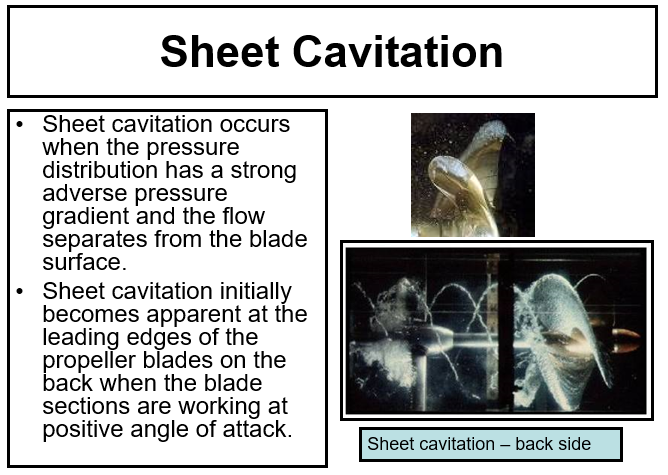 Sheet Cavitation
• Sheet cavitation occurs
when the pressure
distribution has a strong
adverse pressure
gradient and the flow
separates from the blade
surface.
• Sheet cavitation initially
becomes apparent at the
leading edges of the
propeller blades on the
back when the blade
sections are working at
positive angle of attack.
Sheet cavitation – back side